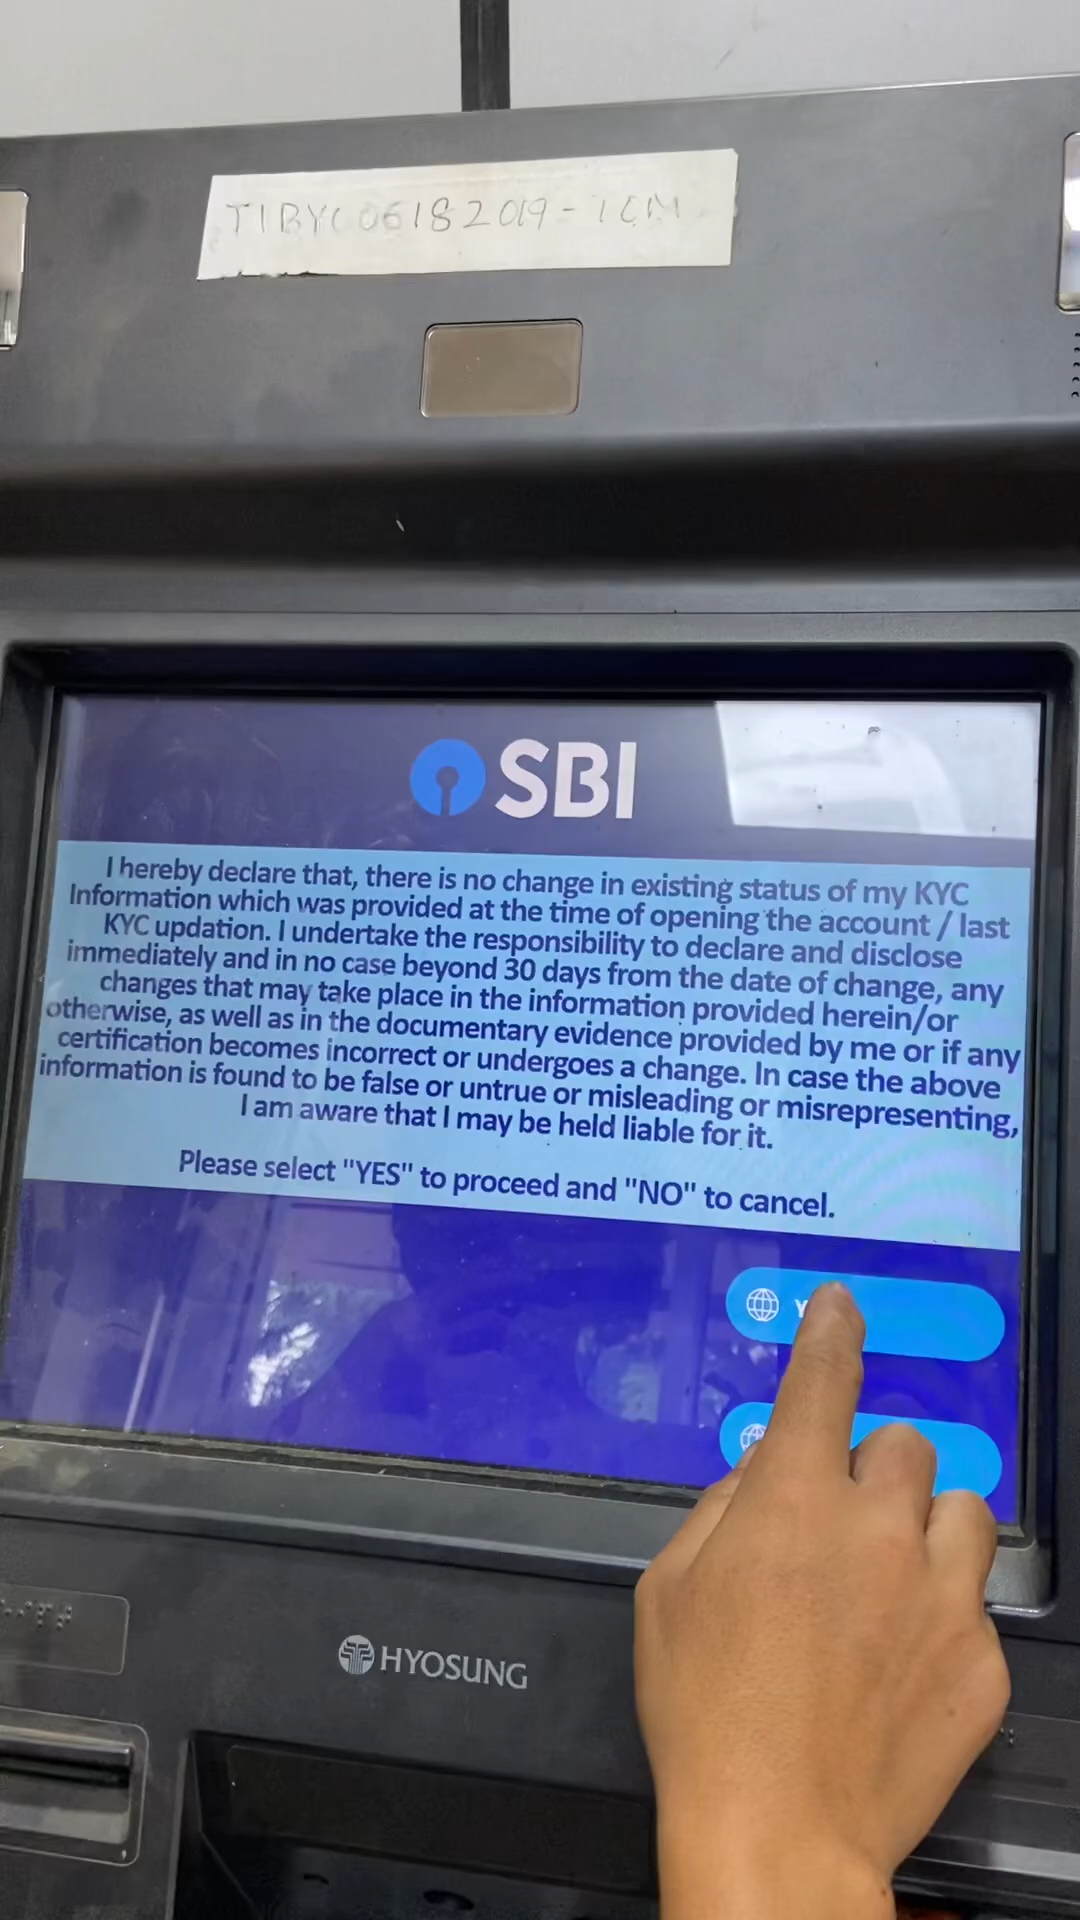 TIBYC06182019-TCM
SBI
I hereby declare that, there is no change in existing status of my KYC
Information which was provided at the time of opening the account / last
KYC updation. I undertake the responsibility to declare and disclose
immediately and in no case beyond 30 days from the date of change, any
changes that may take place in the information provided herein/or
otherwise, as well as in the documentary evidence provided by me or if any
certification becomes incorrect or undergoes a change. In case the above
information is found to be false or untrue or misleading or misrepresenting,
I am aware that I may be held liable for it.
Please select "YES" to proceed and "NO" to cancel.
HYOSUNG